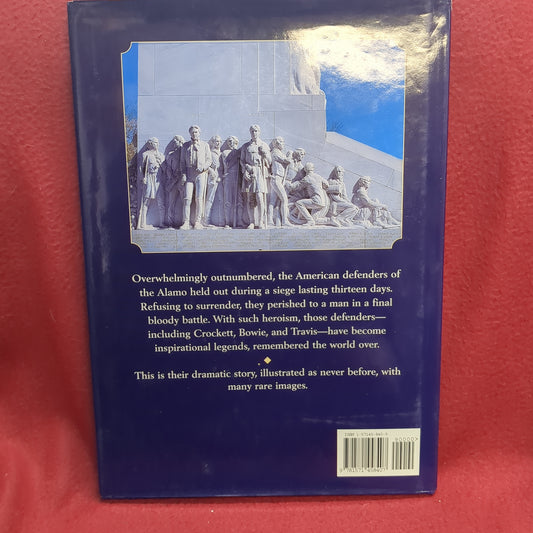 Overwhelmingly outnumbered, the American defenders of
the Alamo held out during a siege lasting thirteen days.
Refusing to surrender, they perished to a man in a final
bloody battle. With such heroism, those defenders—
including Crockett, Bowie, and Travis—have become
inspirational legends, remembered the world over.
This is their dramatic story, illustrated as never before, with
many rare images.
90000>